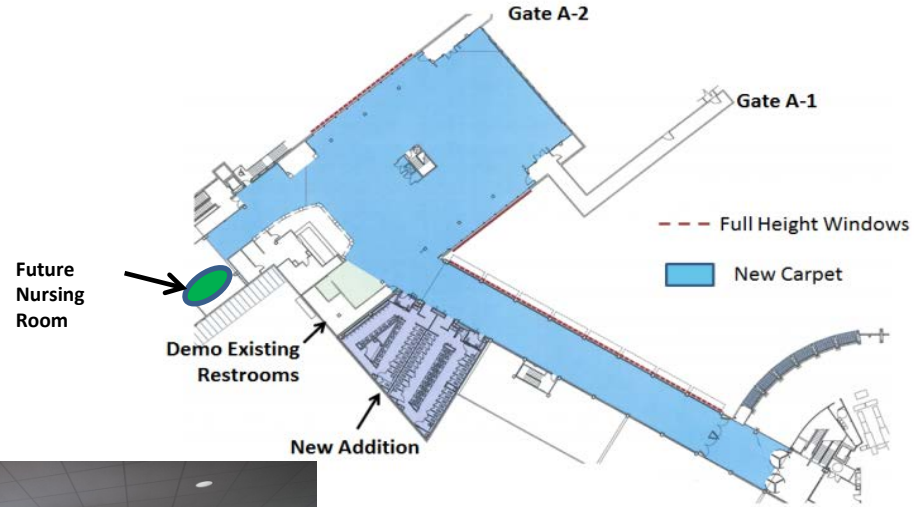 Gate A-2
Gate A-1
Full Height Windows
New Carpet
Future
Nursing
Room
Demo Existing
Restrooms
New Addition